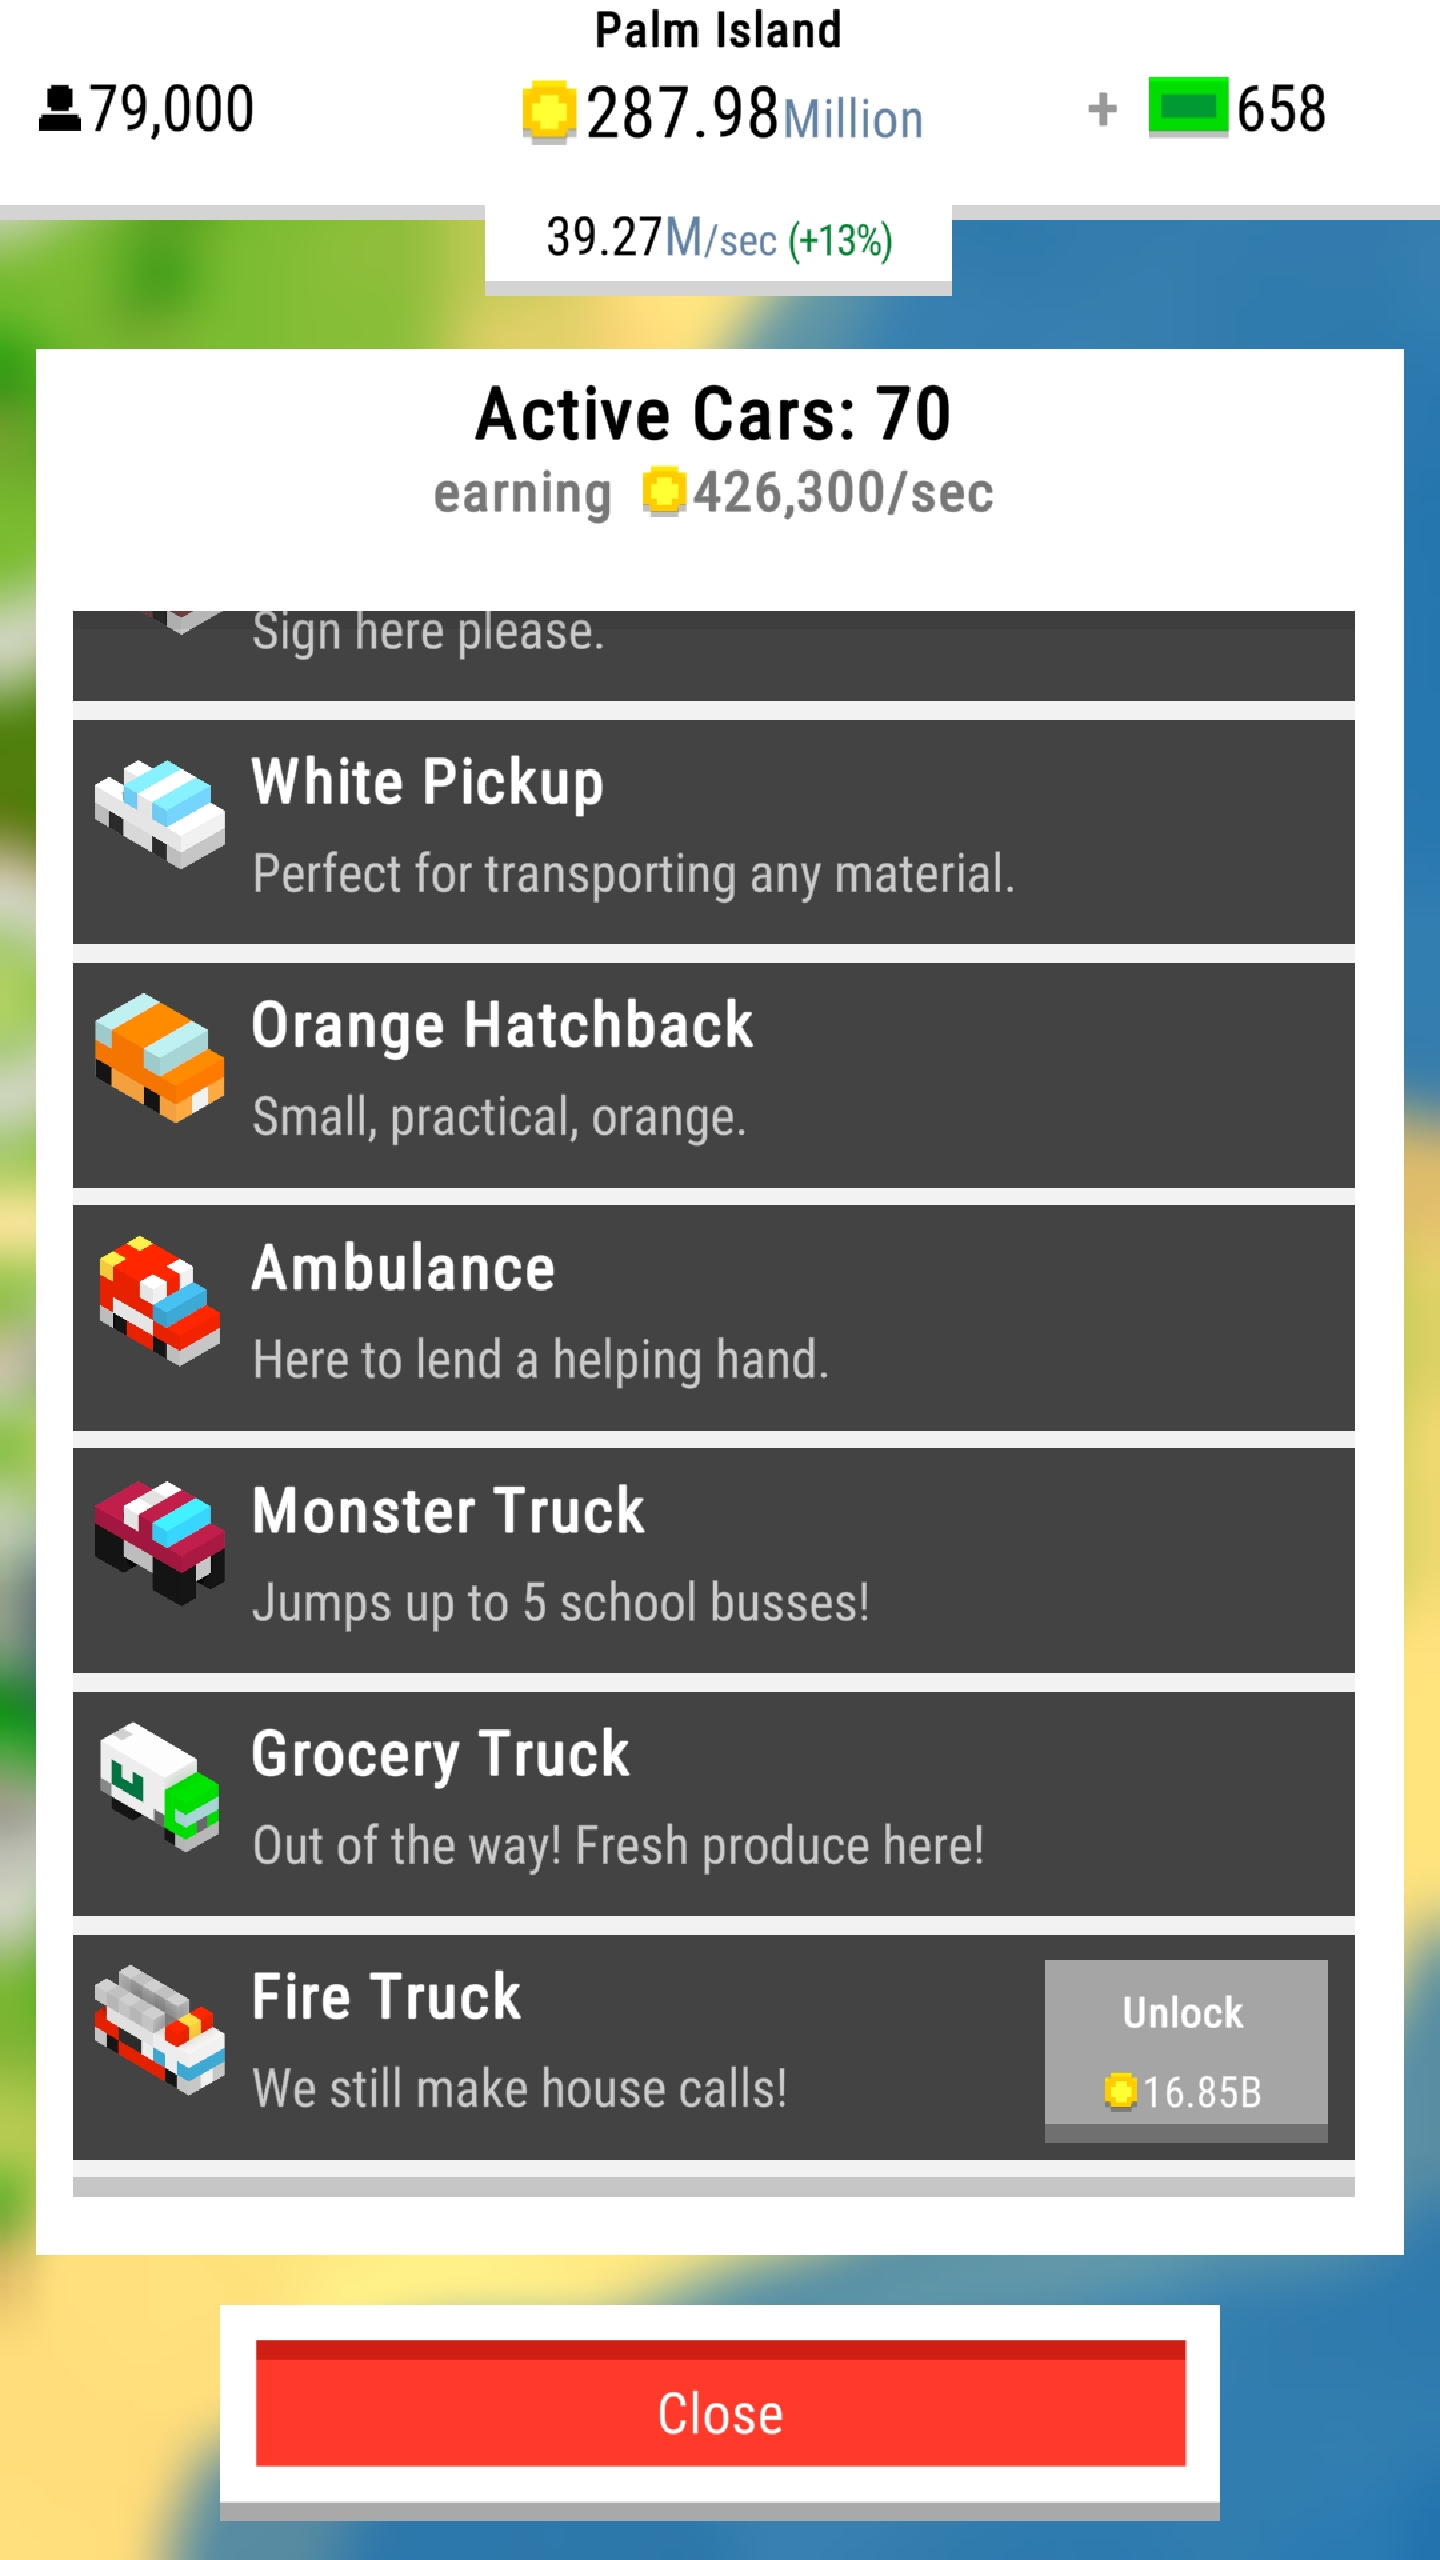 Palm Island
79,000
287.98Million
+ 658
39.27M/sec (+13%)
Active Cars: 70
earning 426,300/sec
Sign here please.
White Pickup
Perfect for transporting any material.
Orange Hatchback
Small, practical, orange.
Ambulance
Here to lend a helping hand.
Monster Truck
Jumps up to 5 school busses!
Grocery Truck
Out of the way! Fresh produce here!
Fire Truck
We still make house calls!
Unlock
16.85B
Close